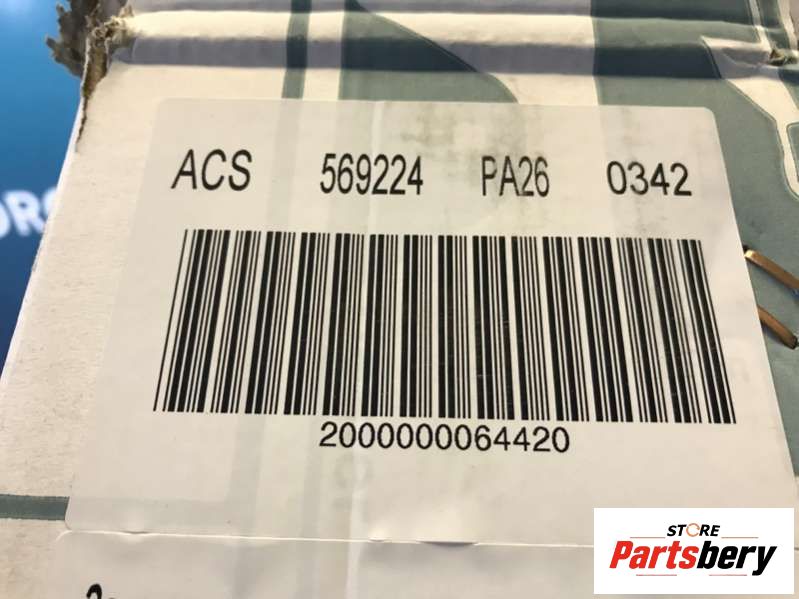 ACS 569224 PA26 0342
2000000064420
STORE
Partsbery